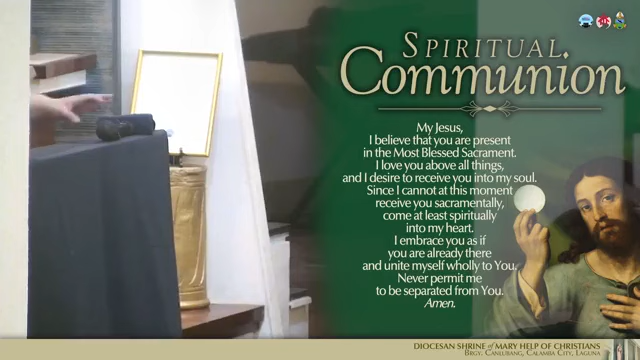 SPIRITUAL
COMMUNION
My Jesus,
I believe that you are present
in the Most Blessed Sacrament.
I love you above all things,
and I desire to receive you into my soul.
Since I cannot at this moment
receive you sacramentally,
come at least spiritually
into my heart.
I embrace you as if
you are already there
and unite myself wholly to You.
Never permit me
to be separated from You.
Amen.
DIOCESAN SHRINE of MARY HELP OF CHRISTIANS
BRGY. CANLUBANG, CALAMBA CITY, LAGUNA